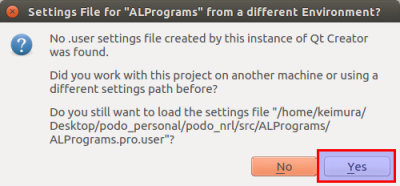 Settings File for "ALPrograms" from a different Environment?
No .user settings file created by this instance of Qt Creator
was found.
Did you work with this project on another machine or using a
different settings path before?
Do you still want to load the settings file "/home/keimura/
Desktop/podo_personal/podo_nrl/src/ALPrograms/
ALPrograms.pro.user"?
No
Yes